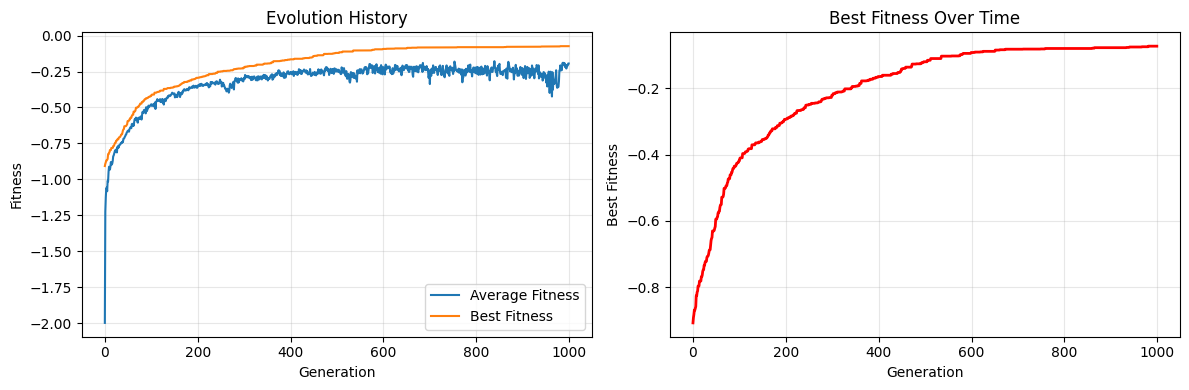 Evolution History
Fitness
0.00
−0.25
−0.50
−0.75
−1.00
−1.25
−1.50
−1.75
−2.00
Average Fitness
Best Fitness
0 200 400 600 800 1000
Generation
Best Fitness Over Time
Best Fitness
−0.2
−0.4
−0.6
−0.8
0 200 400 600 800 1000
Generation